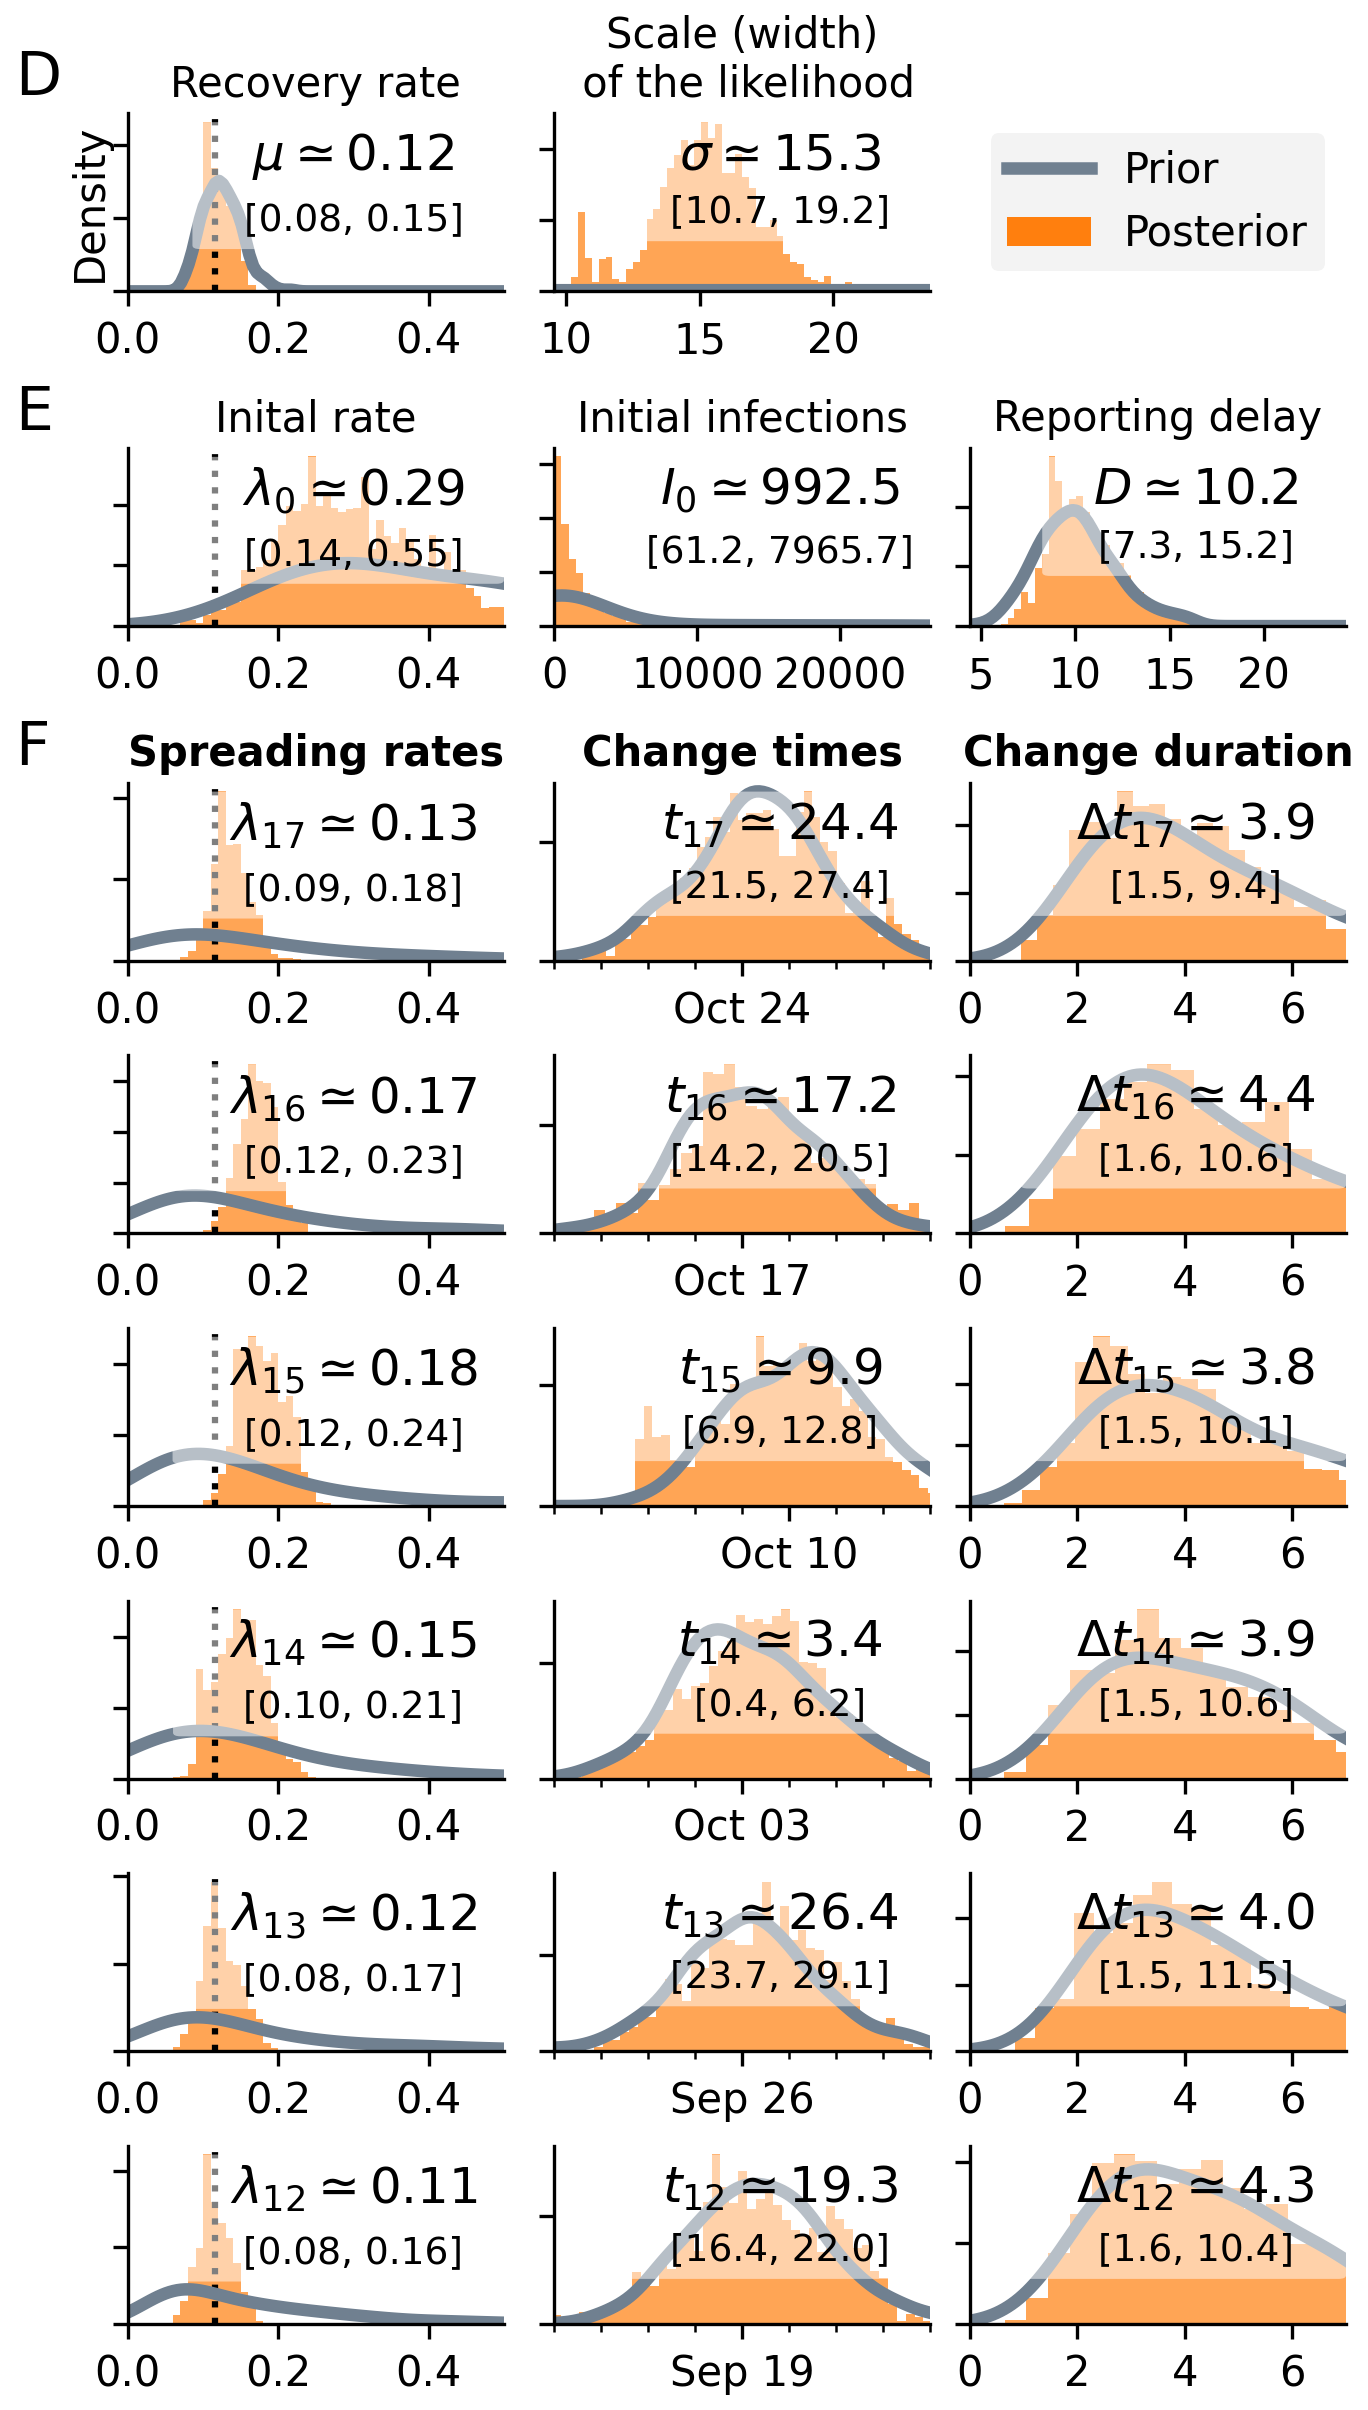 D
Recovery rate
Scale (width)
of the likelihood
Density
μ ≃ 0.12
[0.08, 0.15]
σ ≃ 15.3
[10.7, 19.2]
Prior
Posterior
0.0 0.2 0.4
10 15 20
E
Inital rate
Initial infections
Reporting delay
λ0 ≃ 0.29
[0.14, 0.55]
I0 ≃ 992.5
[61.2, 7965.7]
D ≃ 10.2
[7.3, 15.2]
0.0 0.2 0.4
0 10000 20000
5 10 15 20
F
Spreading rates
Change times
Change duration
λ17 ≃ 0.13
[0.09, 0.18]
t17 ≃ 24.4
[21.5, 27.4]
Δt17 ≃ 3.9
[1.5, 9.4]
0.0 0.2 0.4
Oct 24
0 2 4 6
λ16 ≃ 0.17
[0.12, 0.23]
t16 ≃ 17.2
[14.2, 20.5]
Δt16 ≃ 4.4
[1.6, 10.6]
0.0 0.2 0.4
Oct 17
0 2 4 6
λ15 ≃ 0.18
[0.12, 0.24]
t15 ≃ 9.9
[6.9, 12.8]
Δt15 ≃ 3.8
[1.5, 10.1]
0.0 0.2 0.4
Oct 10
0 2 4 6
λ14 ≃ 0.15
[0.10, 0.21]
t14 ≃ 3.4
[0.4, 6.2]
Δt14 ≃ 3.9
[1.5, 10.6]
0.0 0.2 0.4
Oct 03
0 2 4 6
λ13 ≃ 0.12
[0.08, 0.17]
t13 ≃ 26.4
[23.7, 29.1]
Δt13 ≃ 4.0
[1.5, 11.5]
0.0 0.2 0.4
Sep 26
0 2 4 6
λ12 ≃ 0.11
[0.08, 0.16]
t12 ≃ 19.3
[16.4, 22.0]
Δt12 ≃ 4.3
[1.6, 10.4]
0.0 0.2 0.4
Sep 19
0 2 4 6